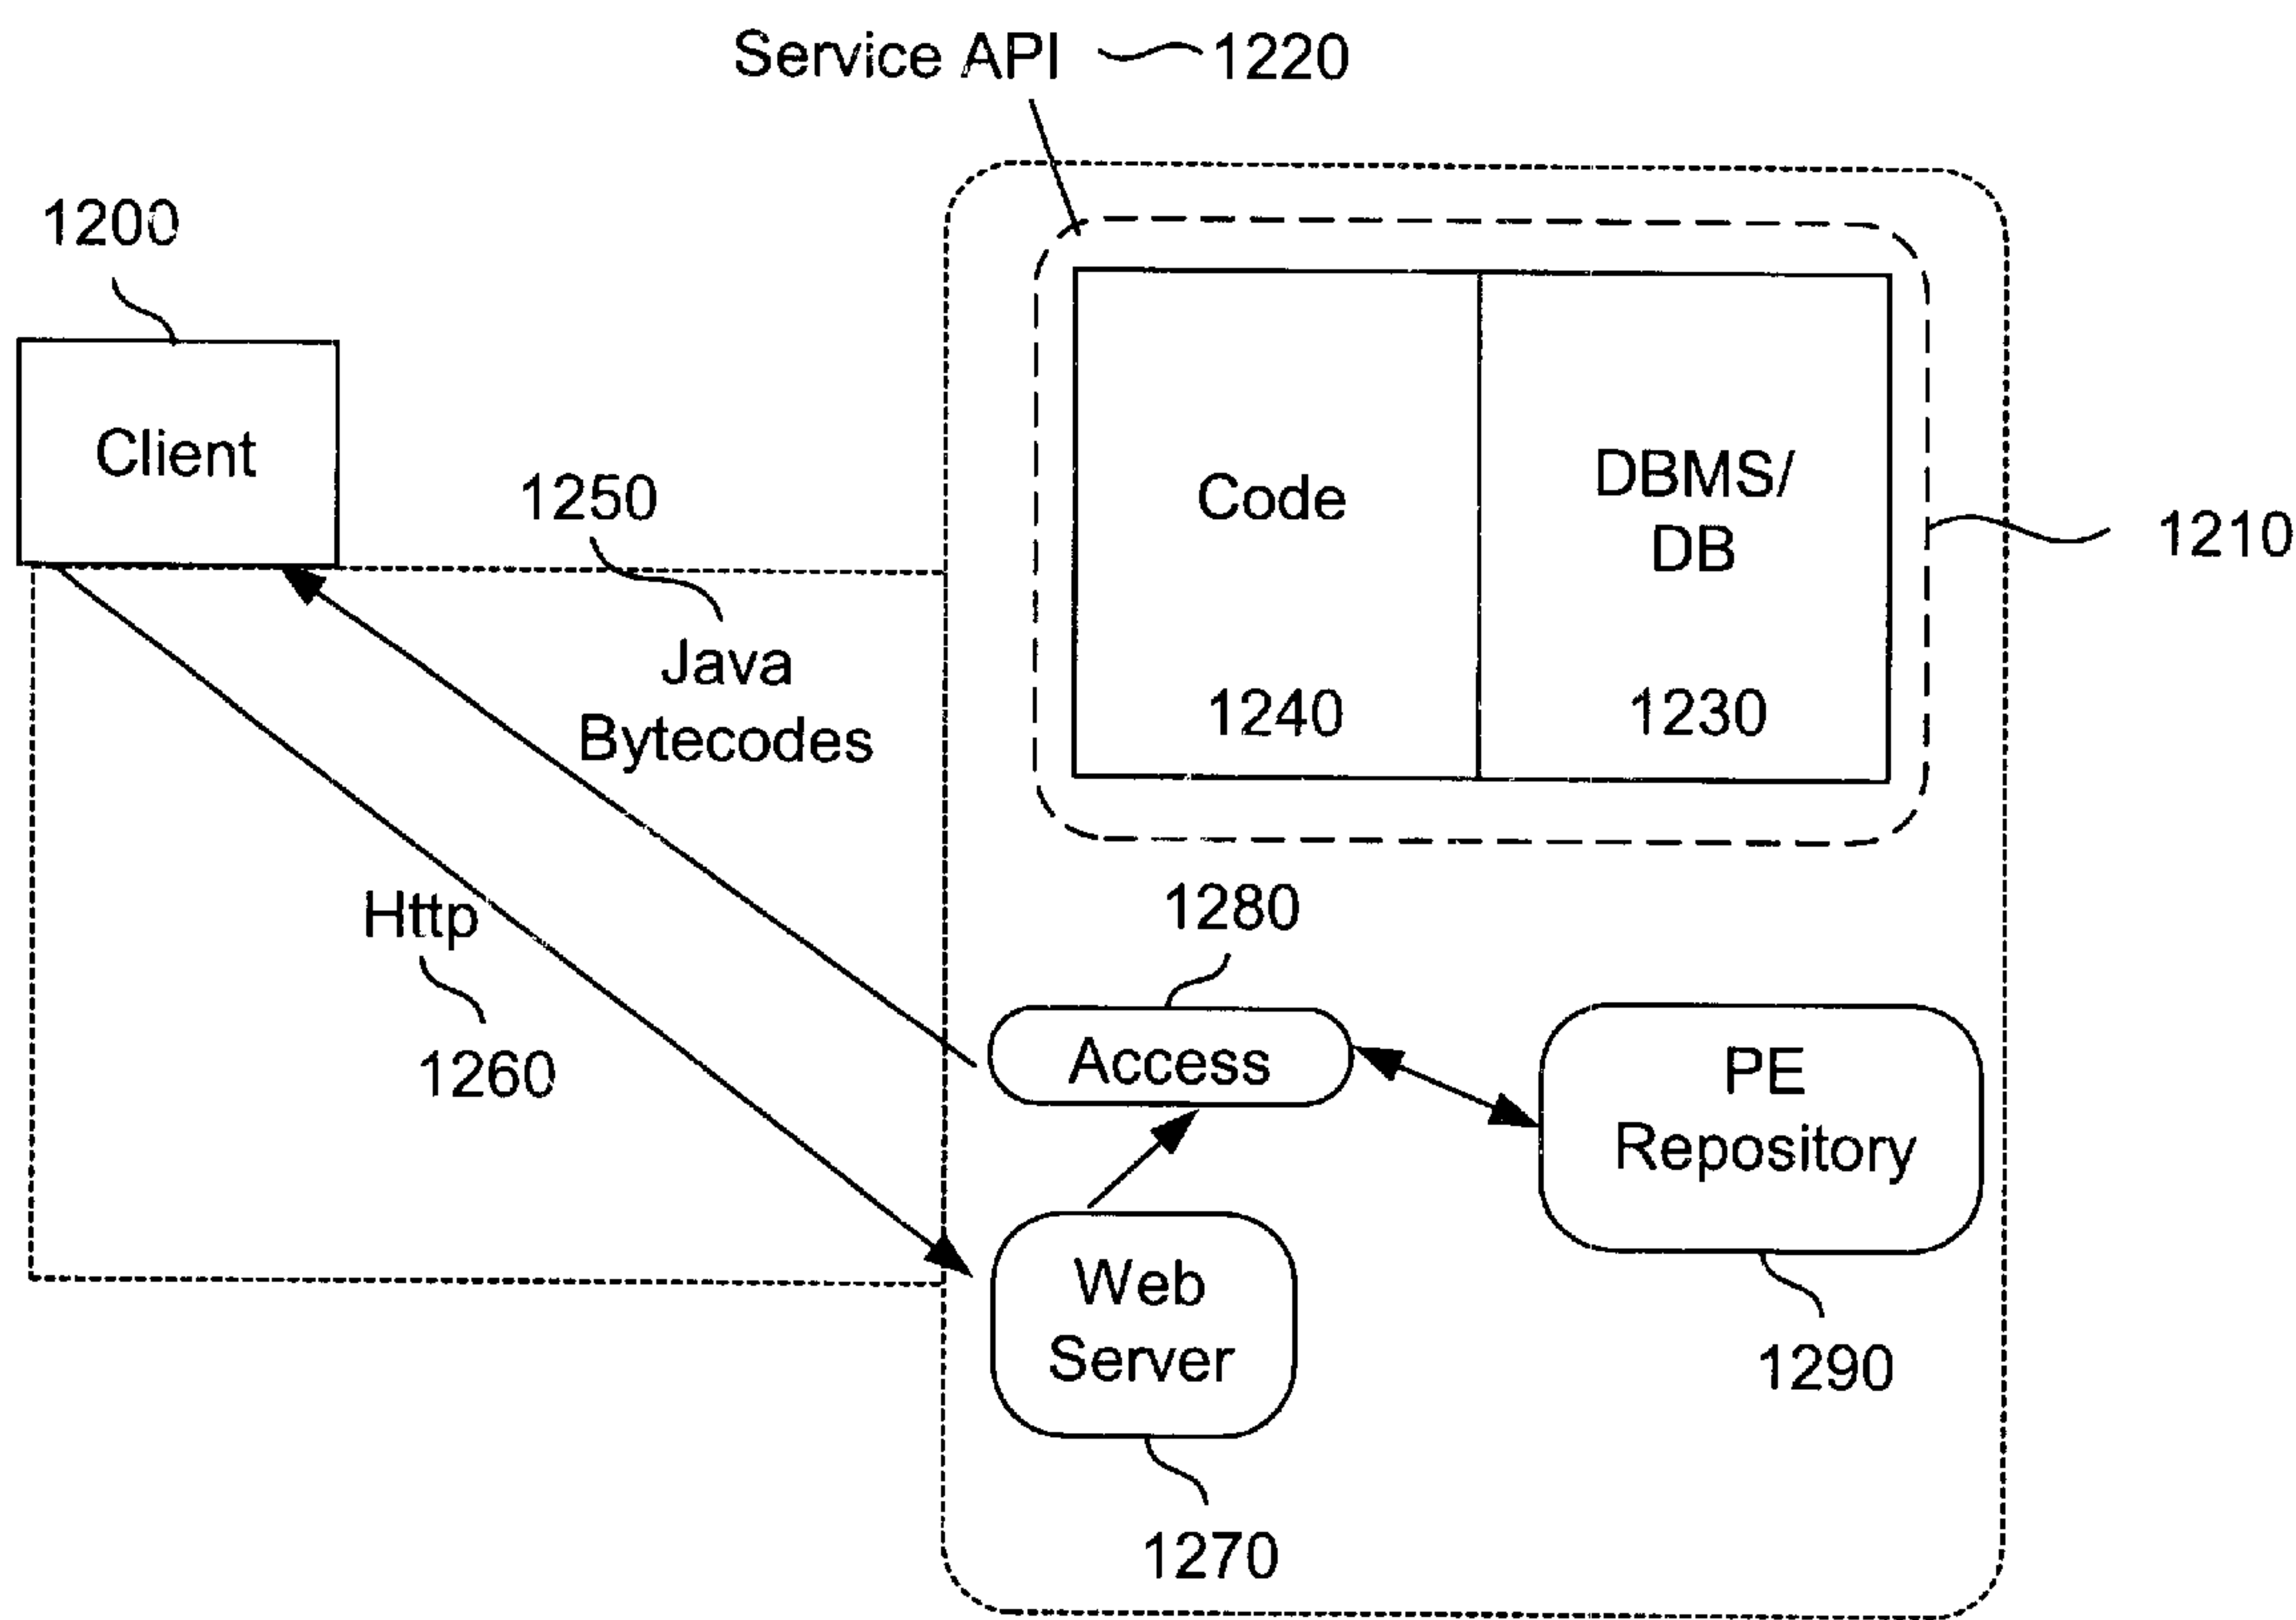 Service API 1220
1200
Client
1250
Java
Bytecodes
Http
1260
Code
1240
DBMS/
DB
1230
1210
1280
Access
PE
Repository
1290
Web
Server
1270